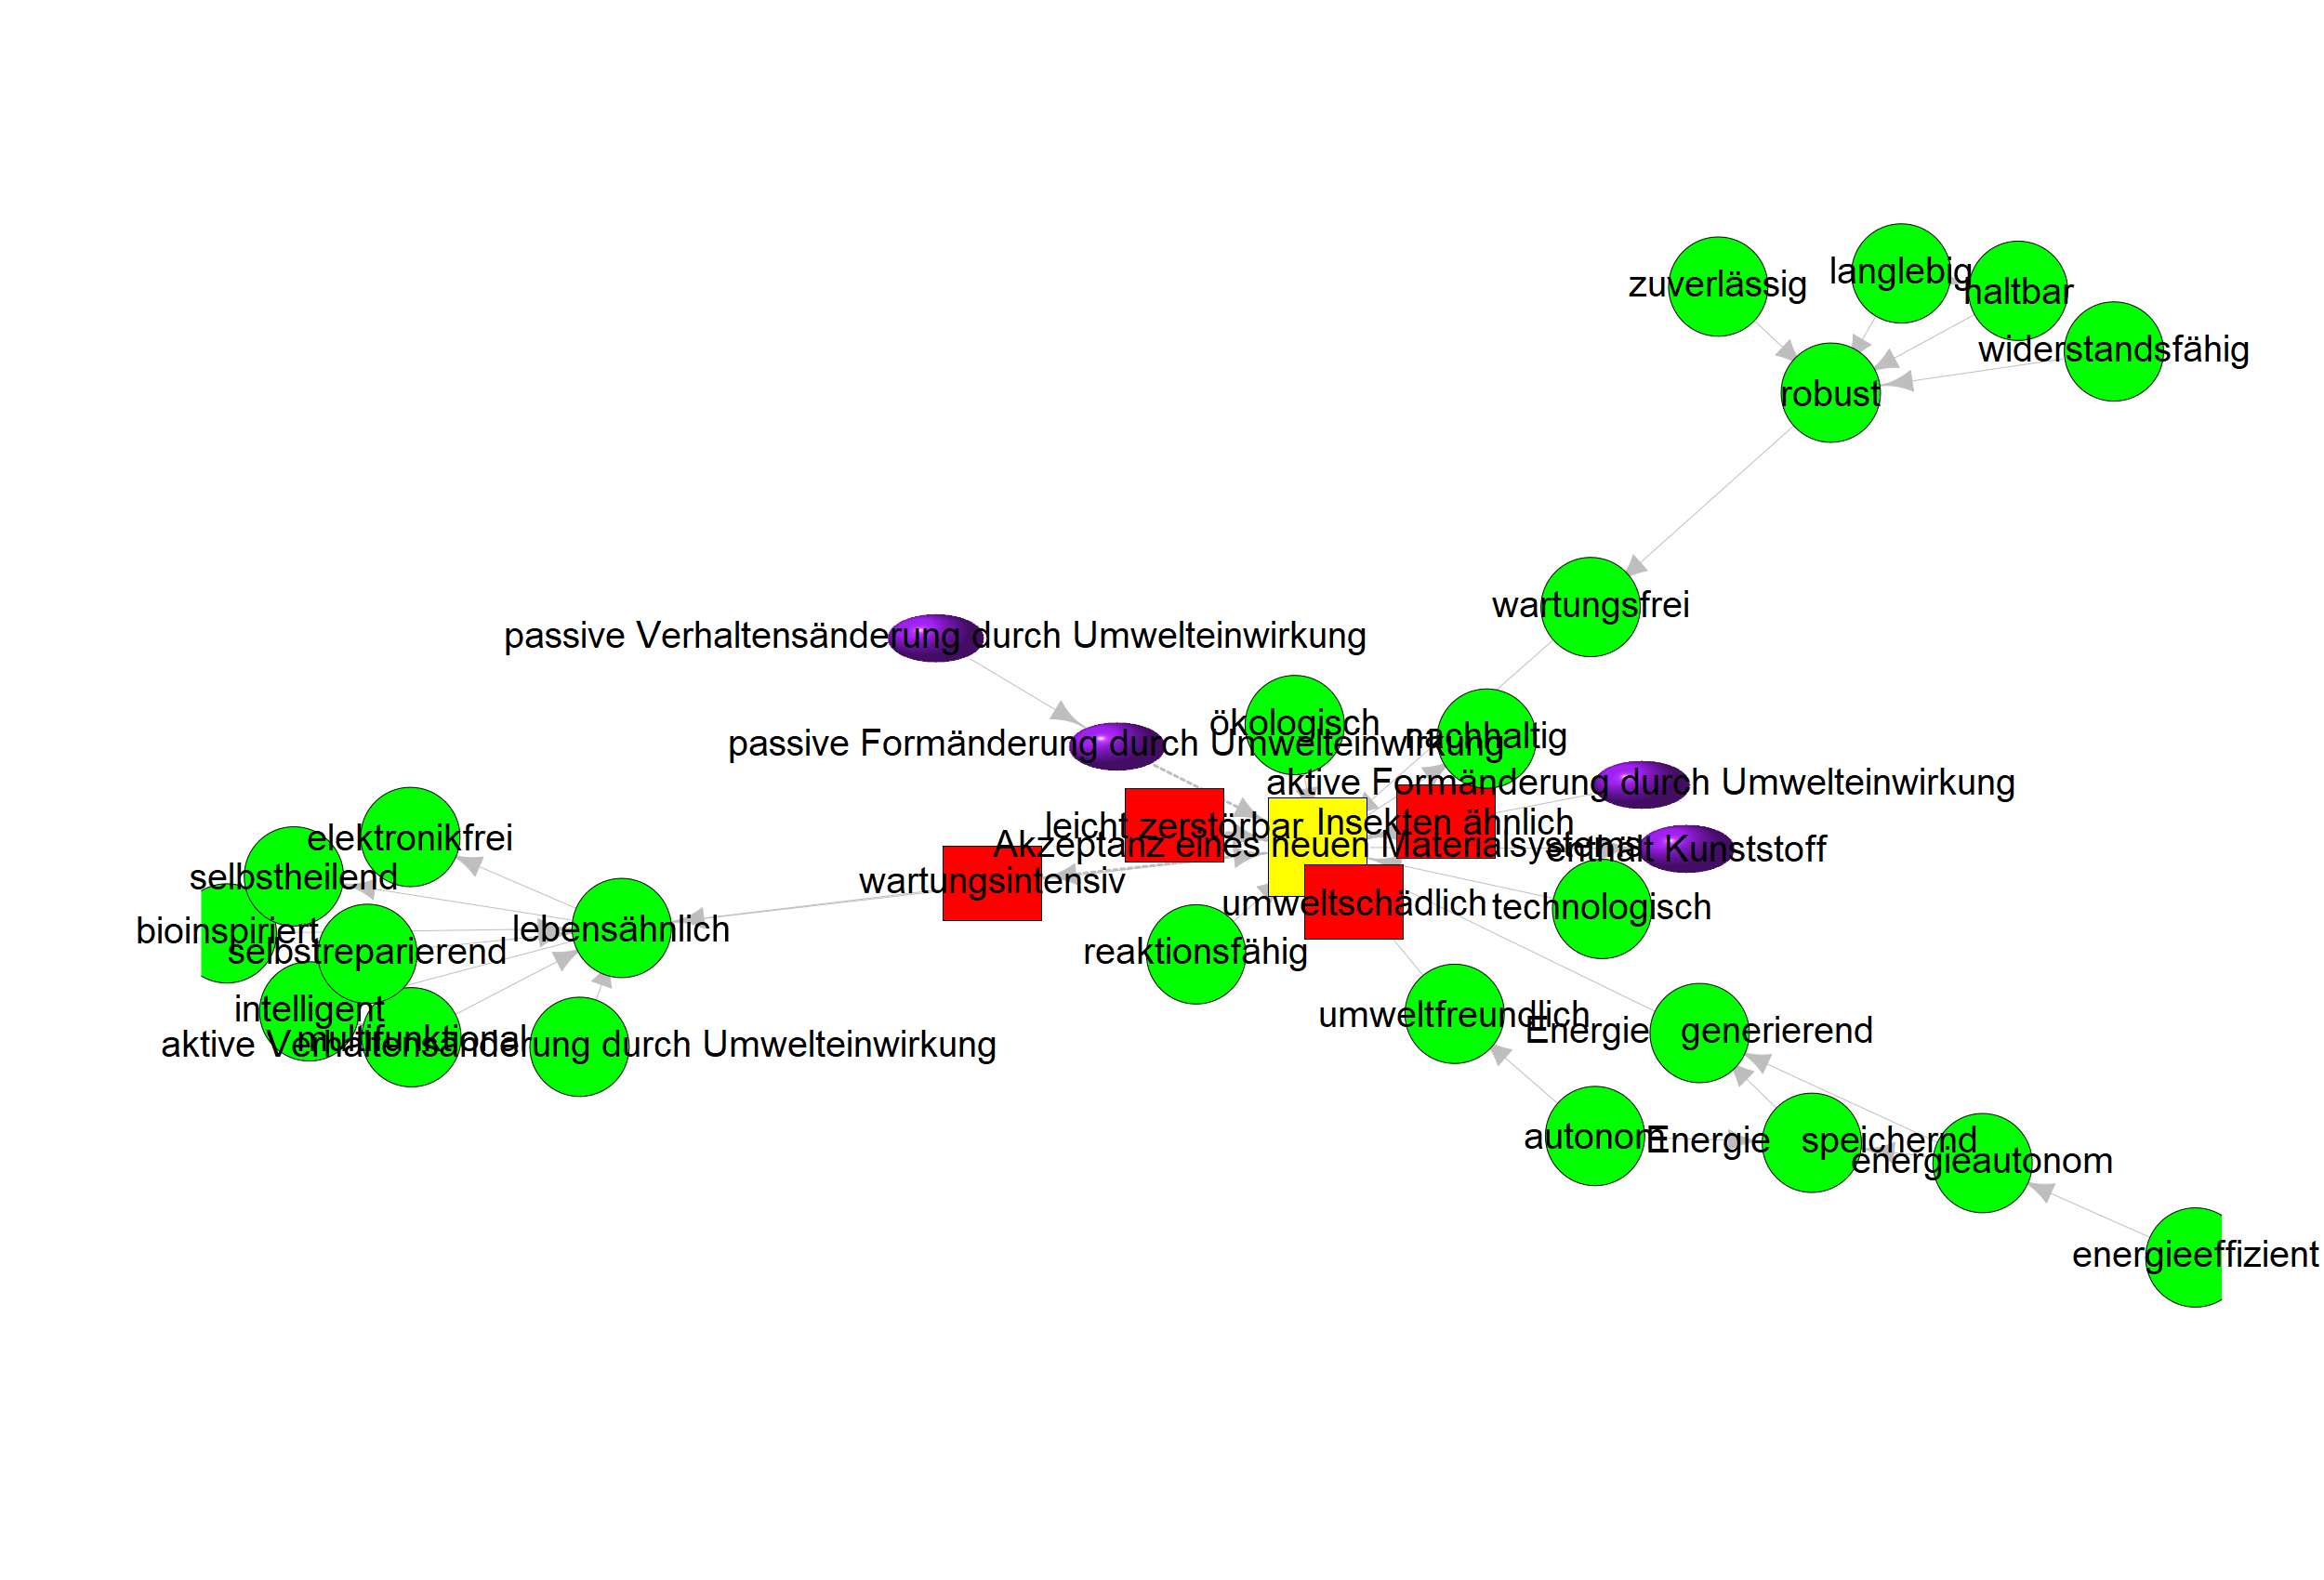 langlebig
zuverlässig
haltbar
widerstandsfähig
robust
wartungsfrei
passive Verhaltensänderung durch Umwelteinwirkung
ökologisch
nachhaltig
passive Formänderung durch Umwelteinwirkung
aktive Formänderung durch Umwelteinwirkung
leicht zerstörbar
Insekten ähnlich
elektronikfrei
Akzeptanz eines neuen Materialsystems
enthält Kunststoff
selbstheilend
wartungsintensiv
umweltschädlich
technologisch
bioinspiriert
lebensähnlich
selbstreparierend
reaktionsfähig
intelligent
umweltfreundlich
Energie generierend
multifunktional
aktive Verhaltensänderung durch Umwelteinwirkung
autonom
Energie speichernd
energieautonom
energieeffizient